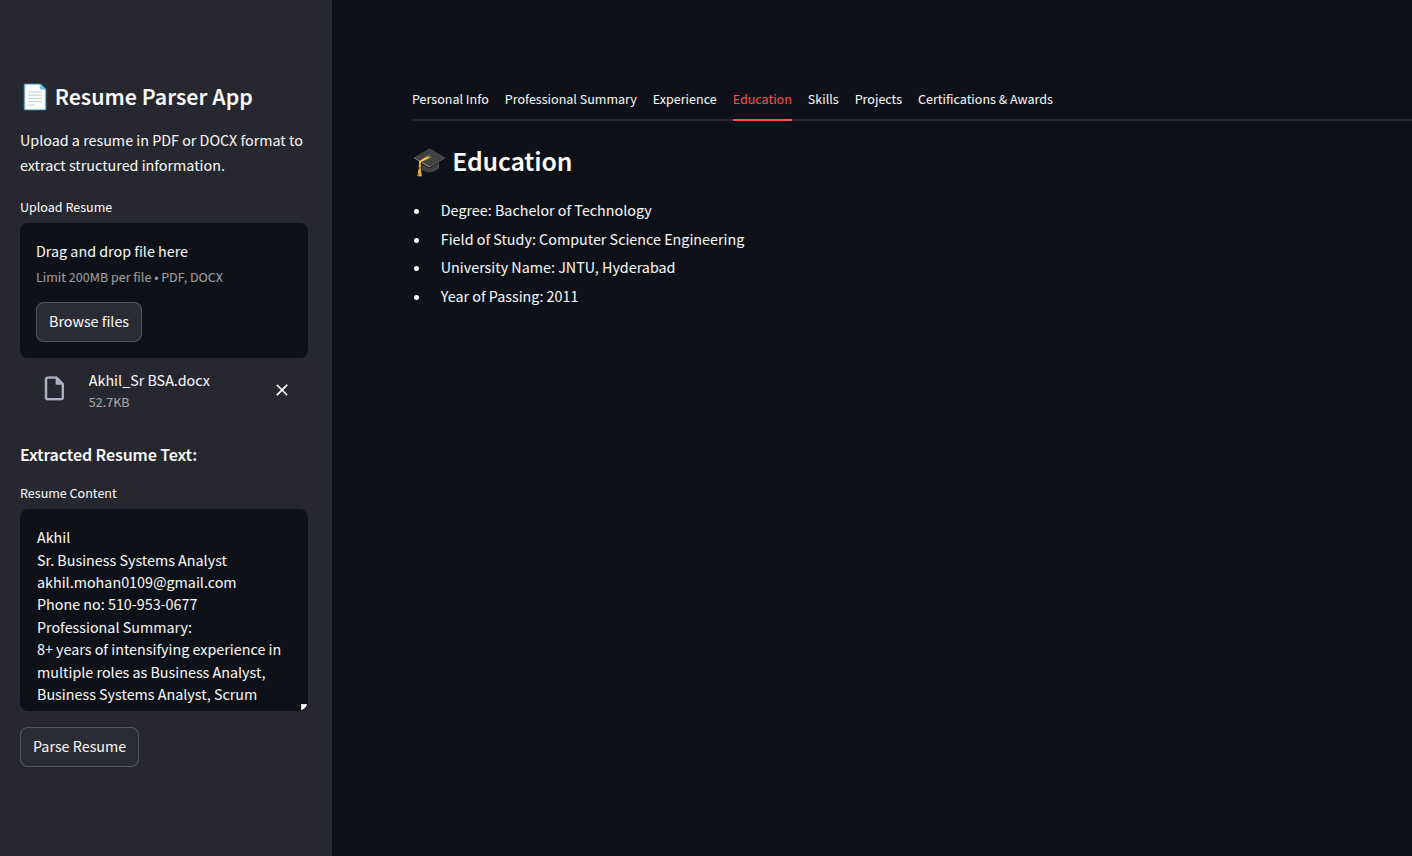 Resume Parser App
Upload a resume in PDF or DOCX format to
extract structured information.
Upload Resume
Drag and drop file here
Limit 200MB per file • PDF, DOCX
Browse files
Akhil_Sr BSA.docx
52.7KB
Extracted Resume Text:
Resume Content
Akhil
Sr. Business Systems Analyst
akhil.mohan0109@gmail.com
Phone no: 510-953-0677
Professional Summary:
8+ years of intensifying experience in
multiple roles as Business Analyst,
Business Systems Analyst, Scrum
Parse Resume
Personal Info Professional Summary Experience Education Skills Projects Certifications & Awards
Education
• Degree: Bachelor of Technology
• Field of Study: Computer Science Engineering
• University Name: JNTU, Hyderabad
• Year of Passing: 2011